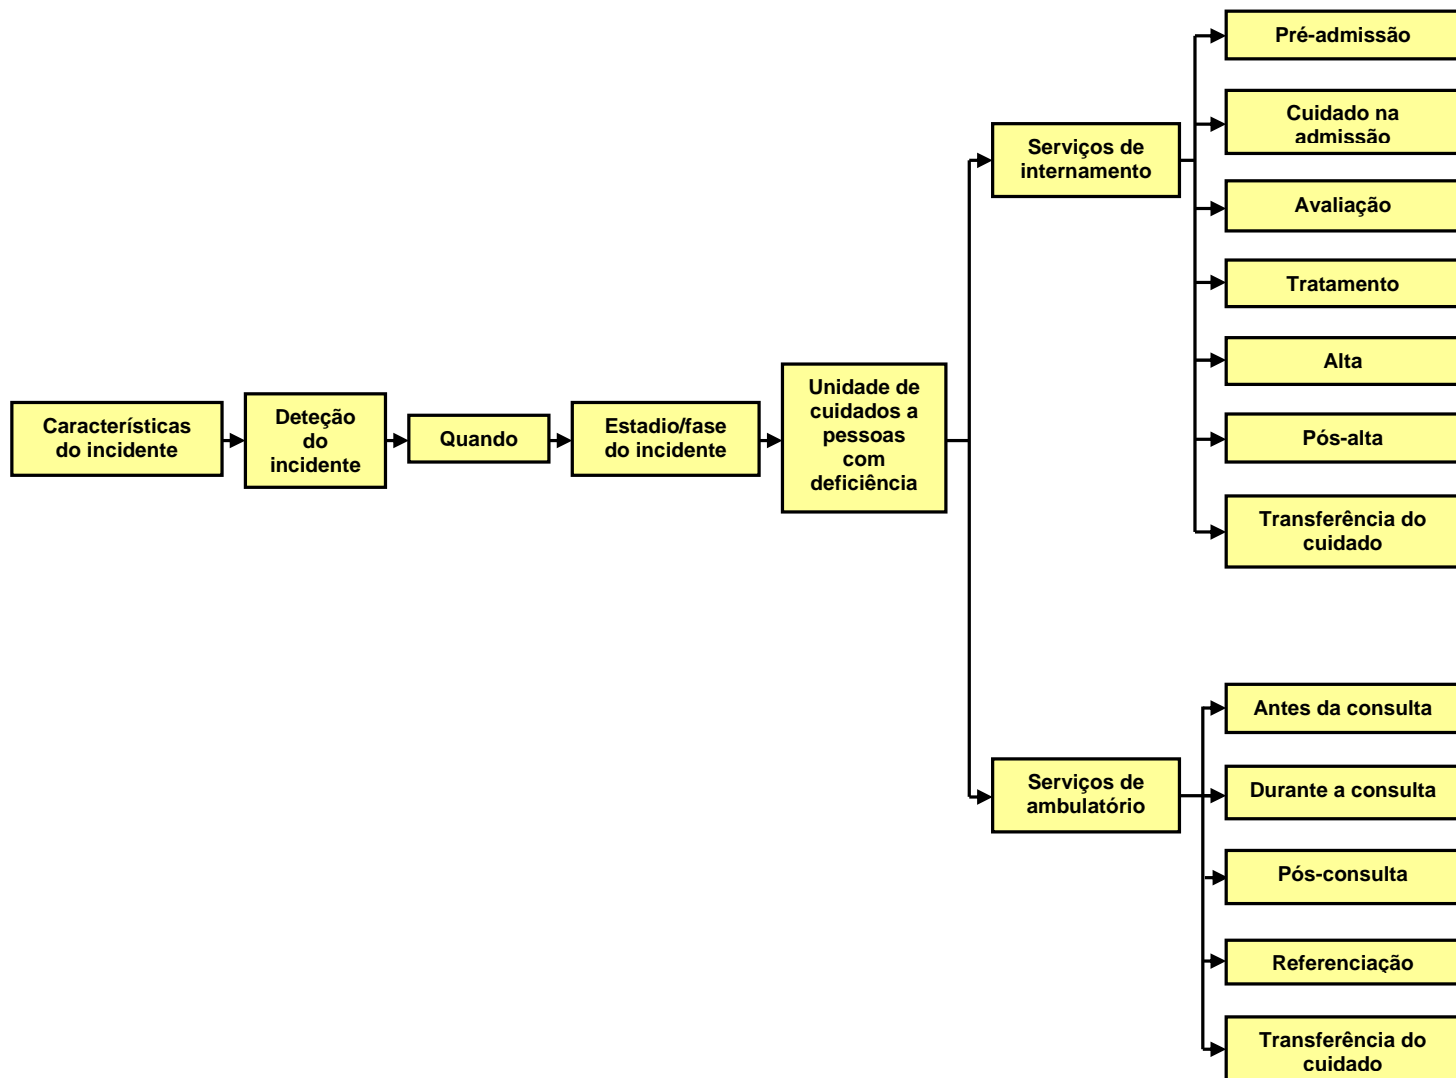 Características
do incidente
Deteção
do
incidente
Quando
Estadio/fase
do incidente
Unidade de
cuidados a
pessoas
com
deficiência
Serviços de
internamento
Pré-admissão
Cuidado na
admissão
Avaliação
Tratamento
Alta
Pós-alta
Transferência do
cuidado
Serviços de
ambulatório
Antes da consulta
Durante a consulta
Pós-consulta
Referenciação
Transferência do
cuidado